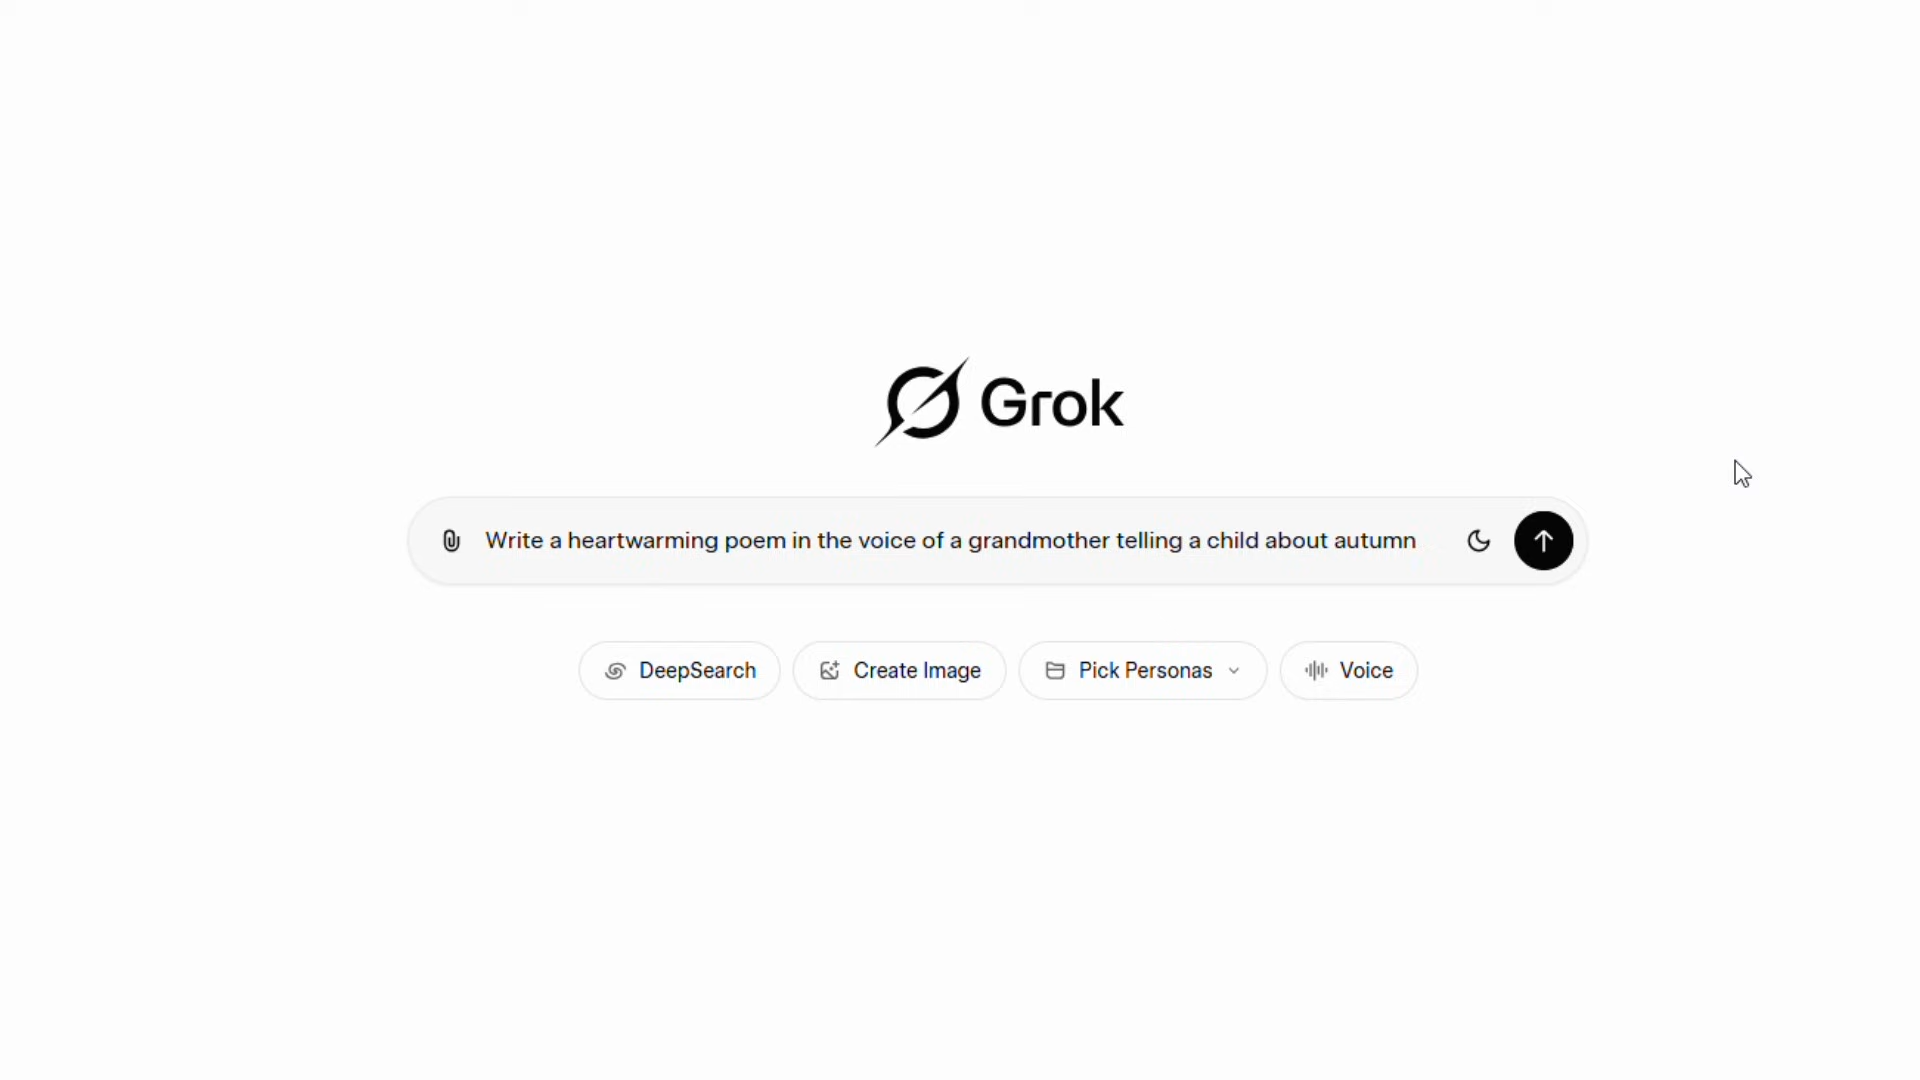 Grok
Write a heartwarming poem in the voice of a grandmother telling a child about autumn
DeepSearch
Create Image
Pick Personas
Voice